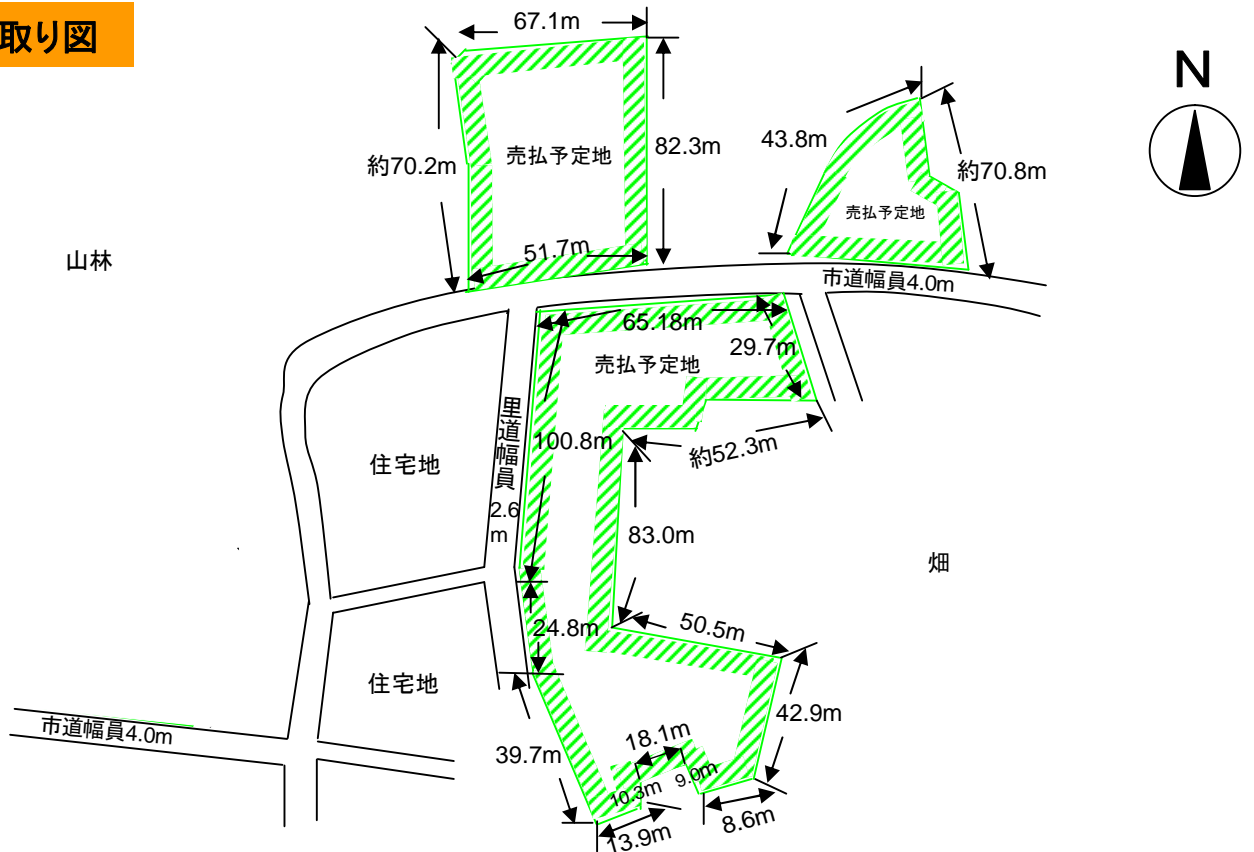 取り図
67.1m
N
約70.2m
売払予定地
82.3m
43.8m
約70.8m
売払予定地
51.7m
山林
市道幅員4.0m
65.18m
29.7m
売払予定地
里道幅員
2.6
m
100.8m
約52.3m
住宅地
83.0m
畑
24.8m
50.5m
住宅地
42.9m
市道幅員4.0m
39.7m
18.1m
9.0m
10.3m
13.9m
8.6m